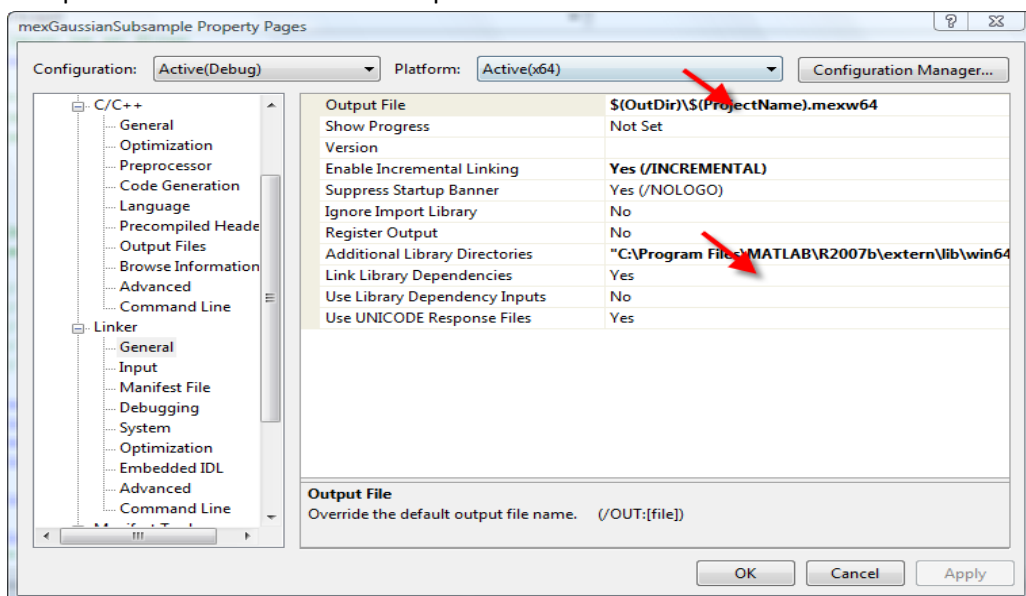 mexGaussianSubsample Property Pages
Configuration: Active(Debug) Platform: Active(x64) Configuration Manager...
C/C++
General
Optimization
Preprocessor
Code Generation
Language
Precompiled Heade
Output Files
Browse Information
Advanced
Command Line
Linker
General
Input
Manifest File
Debugging
System
Optimization
Embedded IDL
Advanced
Command Line
Output File $(OutDir)\$(ProjectName).mexw64
Show Progress Not Set
Version
Enable Incremental Linking Yes (/INCREMENTAL)
Suppress Startup Banner Yes (/NOLOGO)
Ignore Import Library No
Register Output No
Additional Library Directories "C:\Program Files\MATLAB\R2007b\extern\lib\win64
Link Library Dependencies Yes
Use Library Dependency Inputs No
Use UNICODE Response Files Yes
Output File
Override the default output file name. (/OUT:[file])
OK Cancel Apply